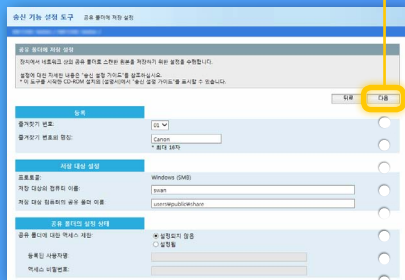 송신 기능 설정 도구 공유 폴더에 저장 설정
공유 폴더에 저장 설정
장치에서 네트워크 상의 공유 폴더로 스캔한 원본을 저장하기 위한 설정을 수행합니다.
설정에 대한 자세한 내용은 "송신 설정 가이드"를 참조하십시오.
* 이 도구를 시작한 CD-ROM 설치의 [설명서]에서 "송신 설정 가이드"를 표시할 수 있습니다.
뒤로 다음
등록
즐겨찾기 번호: 01
즐겨찾기 번호의 명칭: Canon
* 최대 16자
저장 대상 설정
프로토콜: Windows (SMB)
저장 대상의 컴퓨터 이름: swan
저장 대상 컴퓨터의 공유 폴더 이름: users₩public₩share
공유 폴더의 설정 상태
공유 폴더에 대한 액세스 제한: 설정되지 않음
설정됨
등록된 사용자명:
액세스 비밀번호: